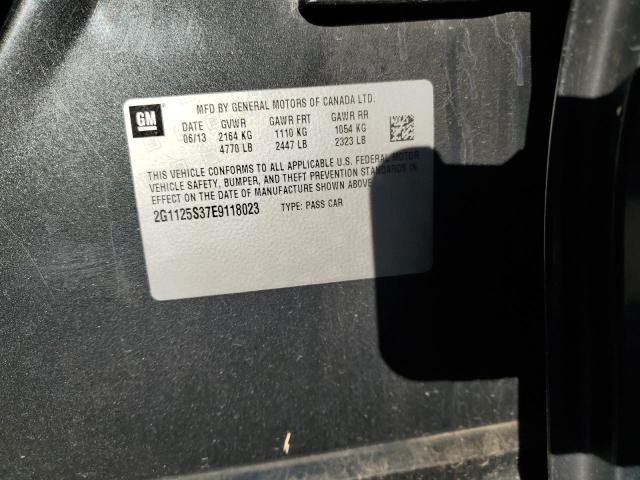 GM
MFD BY GENERAL MOTORS OF CANADA LTD.
DATE GVWR GAWR FRT GAWR RR
06/13 2164 KG 1110 KG 1054 KG
4770 LB 2447 LB 2323 LB
THIS VEHICLE CONFORMS TO ALL APPLICABLE U.S. FEDERAL MOTOR
VEHICLE SAFETY, BUMPER, AND THEFT PREVENTION STANDARDS IN
EFFECT ON THE DATE OF MANUFACTURE SHOWN ABOVE.
2G1125S37E9118023 TYPE: PASS CAR